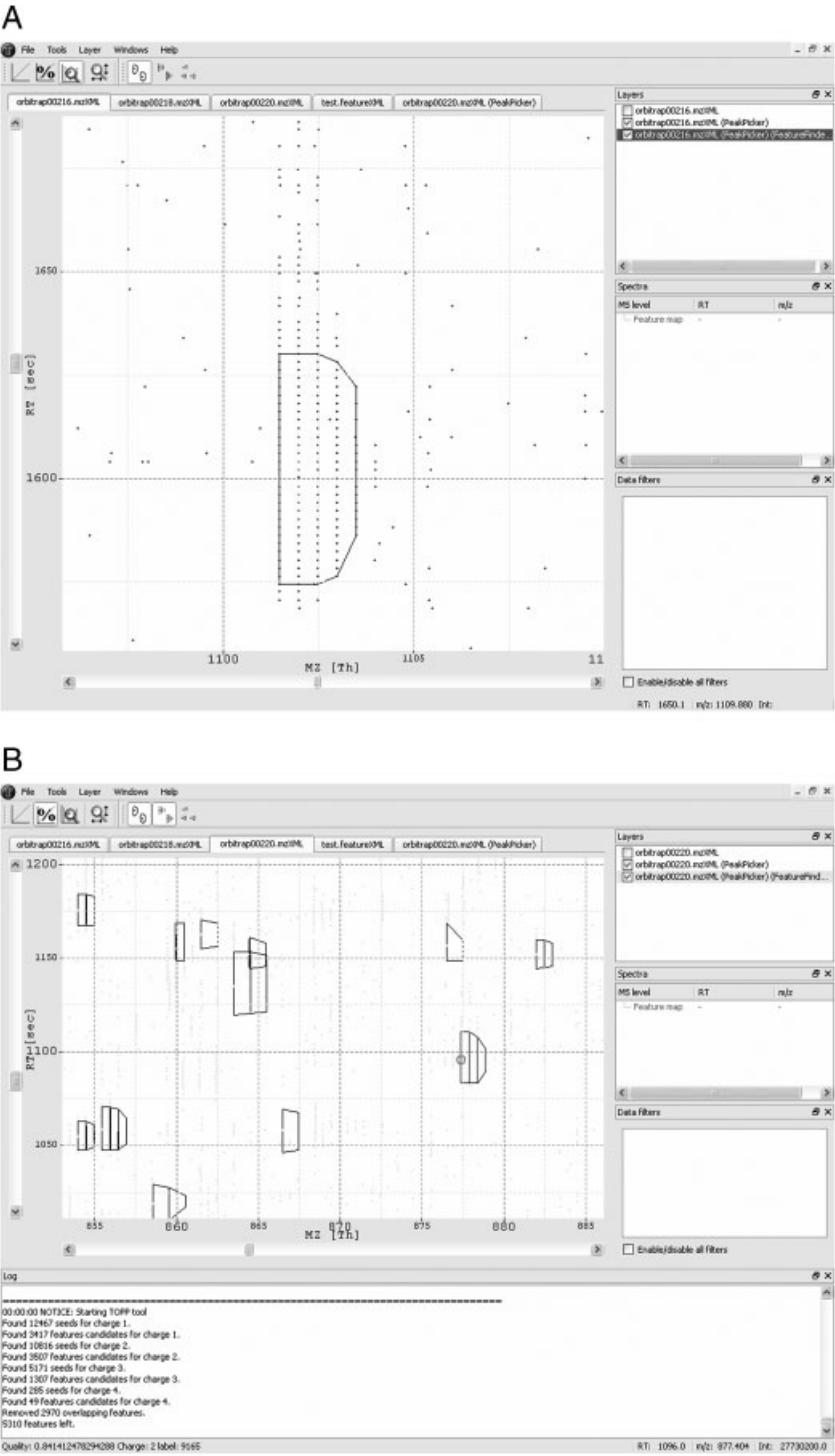 A
File Tools Layer Windows Help
orbitrap00216.mzXML orbitrap00218.mzXML orbitrap00220.mzXML test.featureXML orbitrap00220.mzXML (PeakPicker)
Layers
orbitrap00216.mzXML
orbitrap00216.mzXML (PeakPicker)
orbitrap00216.mzXML (PeakPicker) (FeatureFinde...
Spectra
MS level RT m/z
Feature map - -
Data filters
Enable/disable all filters
1650
RT [sec]
1600
1100 1105 11
MZ [Th]
RT: 1650.1 m/z: 1109.880 Int:
B
File Tools Layer Windows Help
orbitrap00216.mzXML orbitrap00218.mzXML orbitrap00220.mzXML test.featureXML orbitrap00220.mzXML (PeakPicker)
Layers
orbitrap00220.mzXML
orbitrap00220.mzXML (PeakPicker)
orbitrap00220.mzXML (PeakPicker) (FeatureFind...
Spectra
MS level RT m/z
Feature map - -
Data filters
Enable/disable all filters
1200
1150
RT [sec]
1100
1050
855 860 865 870 875 880 885
MZ [Th]
Log
00:00:00 NOTICE: Starting TOPP tool
Found 12467 seeds for charge 1.
Found 3417 features candidates for charge 1.
Found 10816 seeds for charge 2.
Found 3507 features candidates for charge 2.
Found 5171 seeds for charge 3.
Found 1307 features candidates for charge 3.
Found 285 seeds for charge 4.
Found 49 features candidates for charge 4.
Removed 2970 overlapping features.
5310 features left.
Quality: 0.841412478294288 Charge: 2 label: 9165
RT: 1096.0 m/z: 877.404 Int: 27730200.0